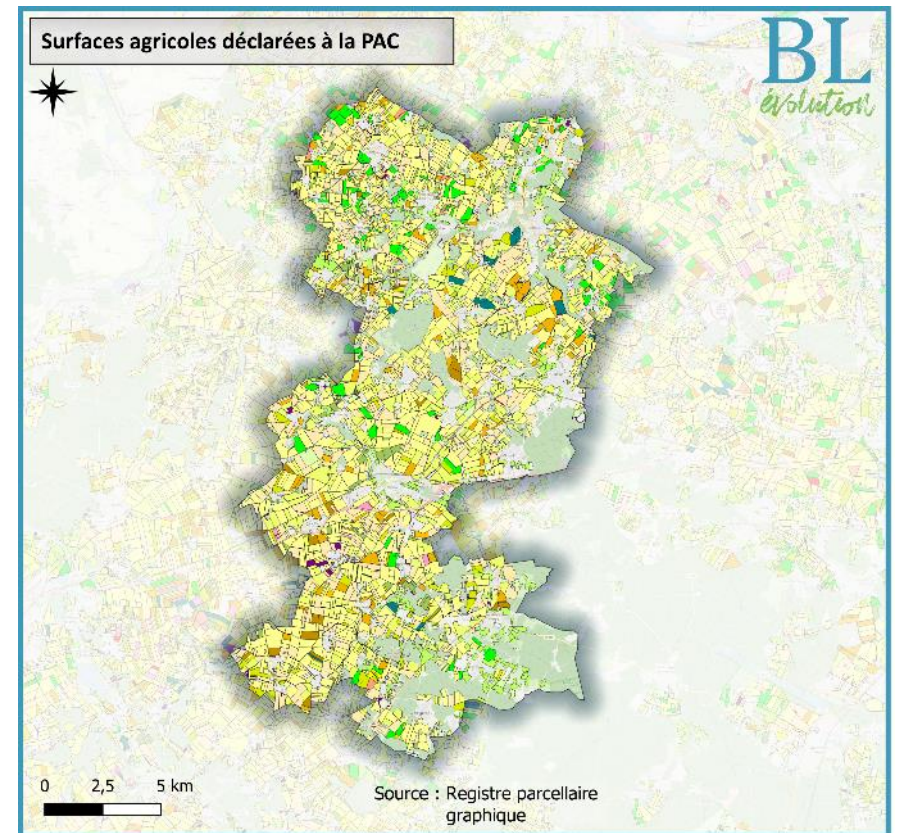 Surfaces agricoles déclarées à la PAC
BL
évolution
0 2,5 5 km
Source : Registre parcellaire
graphique